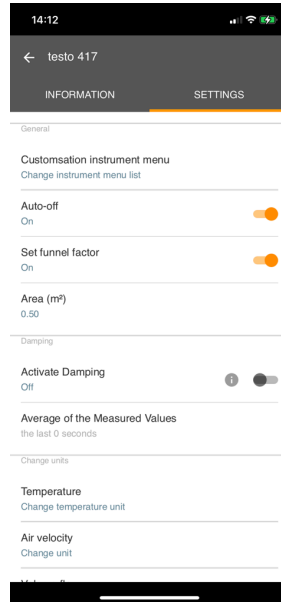 14:12
testo 417
INFORMATION SETTINGS
General
Customsation instrument menu
Change instrument menu list
Auto-off
On
Set funnel factor
On
Area (m²)
0.50
Damping
Activate Damping
Off
Average of the Measured Values
the last 0 seconds
Change units
Temperature
Change temperature unit
Air velocity
Change unit